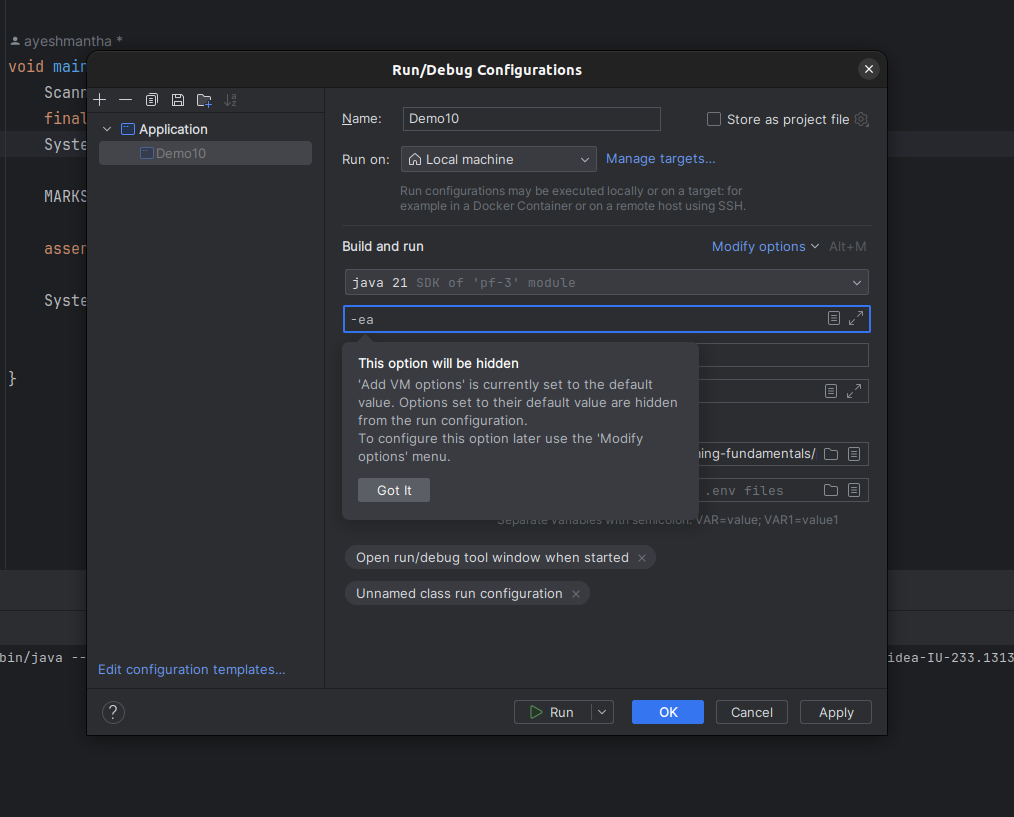 ayeshmantha *
void main
Scann
final
Syste
MARKS
asser
Syste
}
bin/java --
idea-IU-233.1313
Run/Debug Configurations
Application
Demo10
Edit configuration templates...
Name: Demo10
Store as project file
Run on: Local machine
Manage targets...
Run configurations may be executed locally or on a target: for
example in a Docker Container or on a remote host using SSH.
Build and run
Modify options Alt+M
java 21 SDK of 'pf-3' module
-ea
This option will be hidden
'Add VM options' is currently set to the default
value. Options set to their default value are hidden
from the run configuration.
To configure this option later use the 'Modify
options' menu.
Got It
ing-fundamentals/
.env files
Separate variables with semicolon: VAR=value; VAR1=value1
Open run/debug tool window when started ×
Unnamed class run configuration ×
?
Run
OK
Cancel
Apply